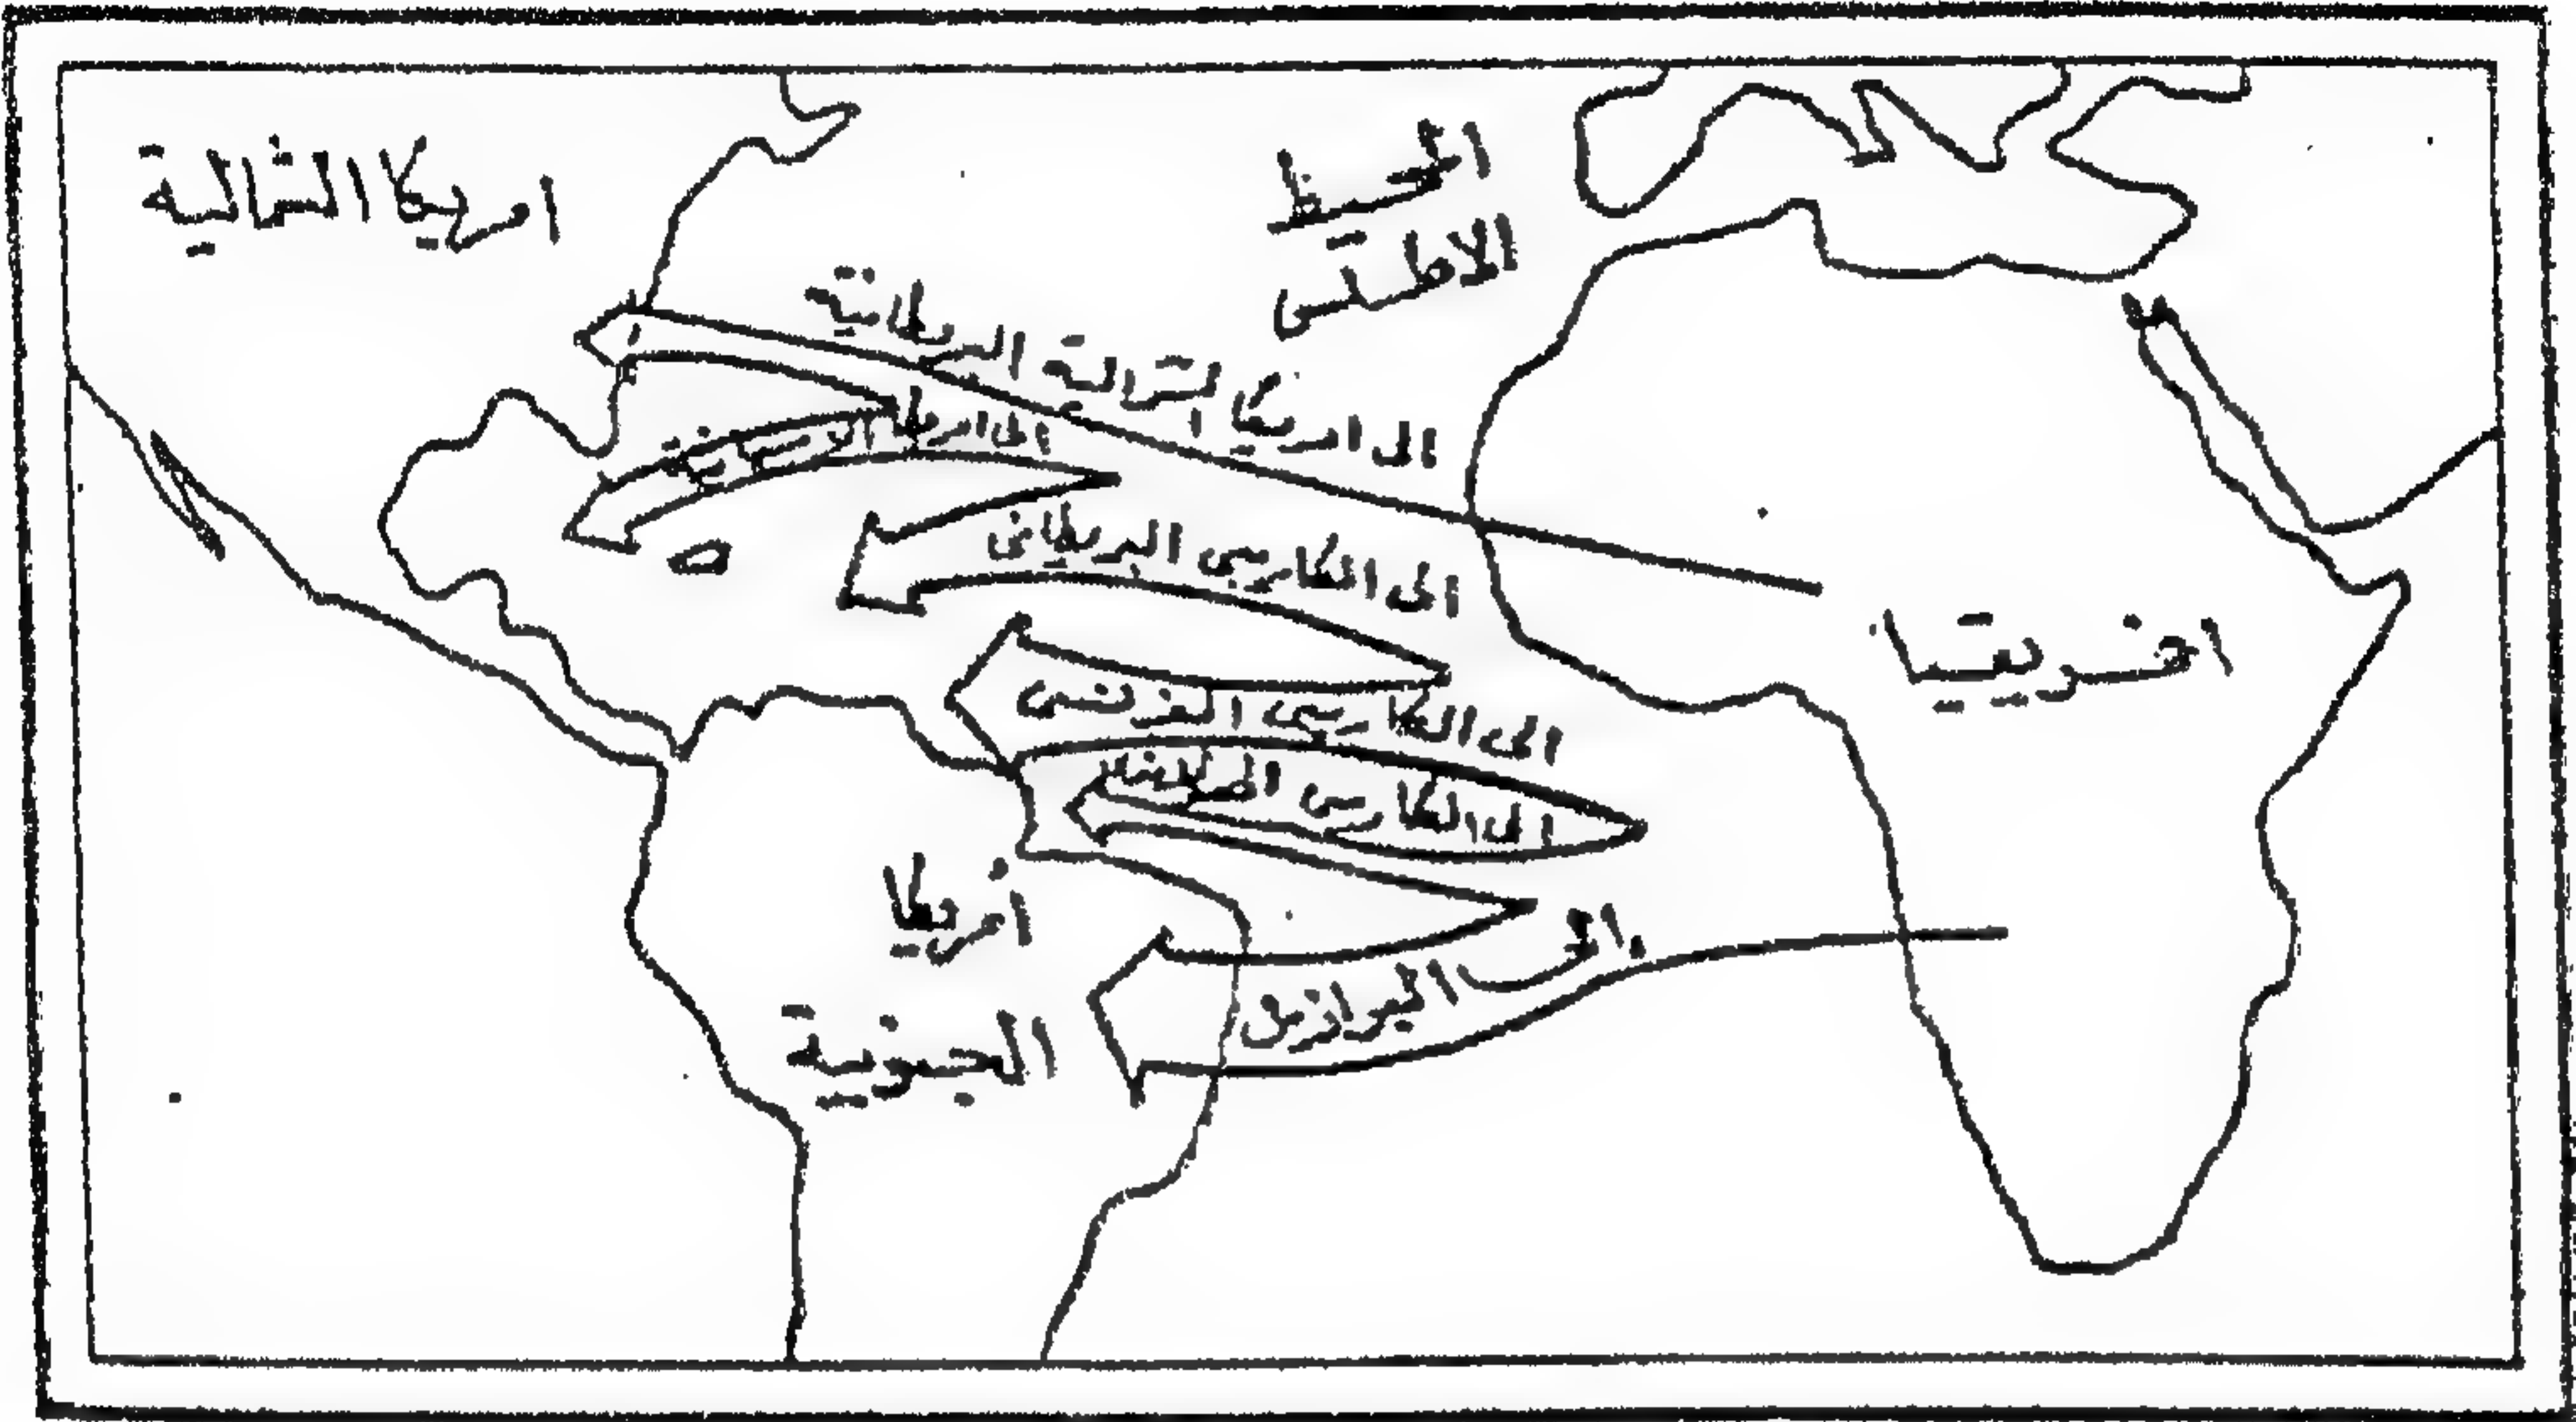 امريكا الشمالية
المحيط
الاطلسى
الى امريكا الشمالية البريطانية
الى امريكا الاسبانية
الى الكاريبى البريطانى
افريقيا
الى الكاريبى الفرنسى
الى الكاريبى
امريكا
الجنوبية
الى البرازيل